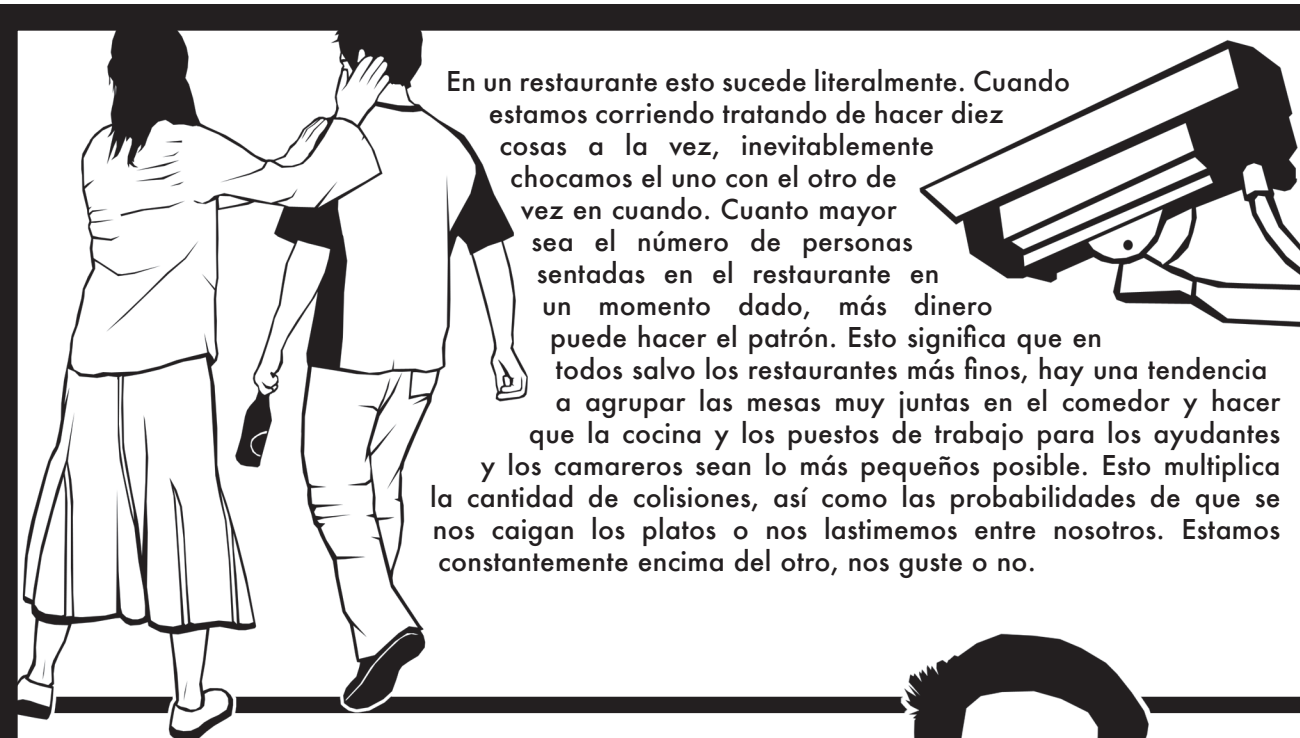 En un restaurante esto sucede literalmente. Cuando
estamos corriendo tratando de hacer diez
cosas a la vez, inevitablemente
chocamos el uno con el otro de
vez en cuando. Cuanto mayor
sea el número de personas
sentadas en el restaurante en
un momento dado, más dinero
puede hacer el patrón. Esto significa que en
todos salvo los restaurantes más finos, hay una tendencia
a agrupar las mesas muy juntas en el comedor y hacer
que la cocina y los puestos de trabajo para los ayudantes
y los camareros sean lo más pequeños posible. Esto multiplica
la cantidad de colisiones, así como las probabilidades de que se
nos caigan los platos o nos lastimemos entre nosotros. Estamos
constantemente encima del otro, nos guste o no.